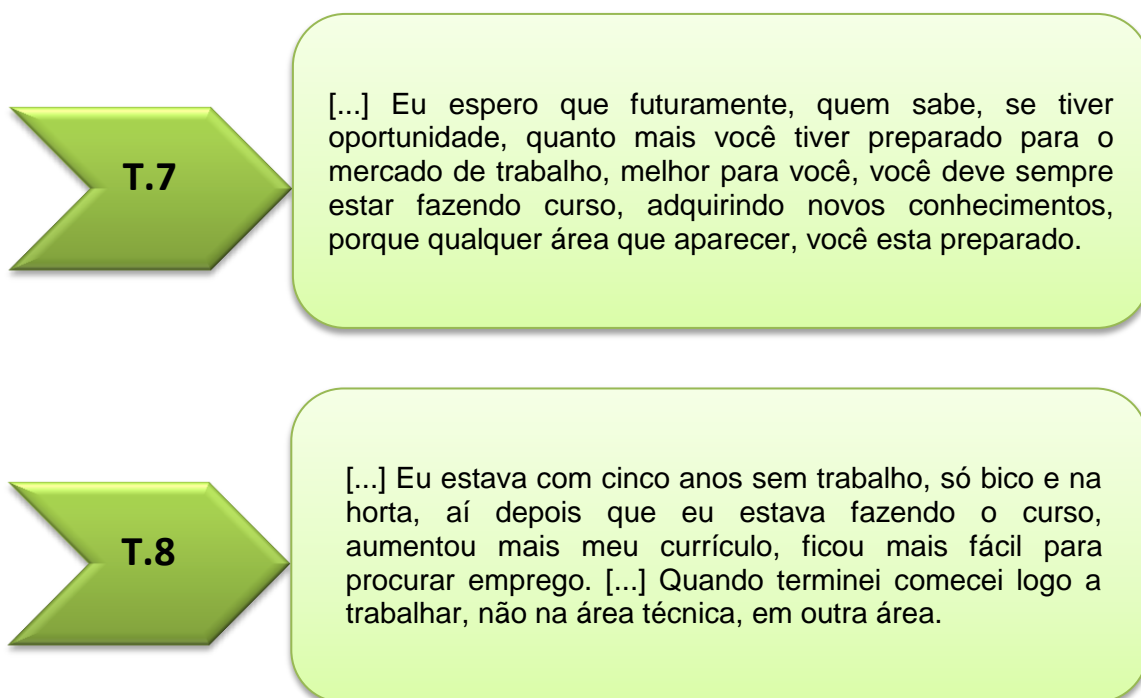 T.7
[...] Eu espero que futuramente, quem sabe, se tiver
oportunidade, quanto mais você tiver preparado para o
mercado de trabalho, melhor para você, você deve sempre
estar fazendo curso, adquirindo novos conhecimentos,
porque qualquer área que aparecer, você esta preparado.
T.8
[...] Eu estava com cinco anos sem trabalho, só bico e na
horta, aí depois que eu estava fazendo o curso,
aumentou mais meu currículo, ficou mais fácil para
procurar emprego. [...] Quando terminei comecei logo a
trabalhar, não na área técnica, em outra área.